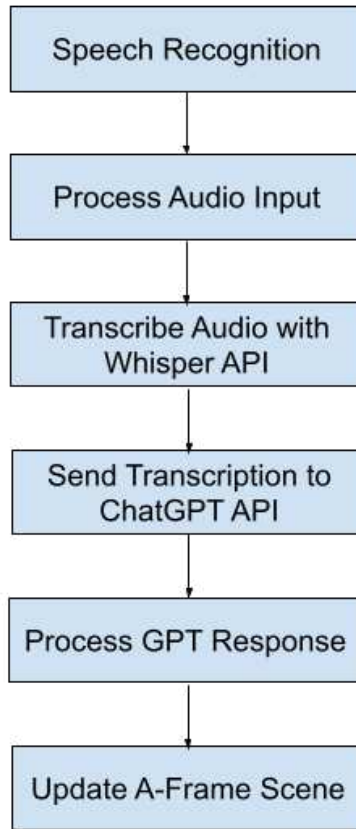 Speech Recognition
Process Audio Input
Transcribe Audio with
Whisper API
Send Transcription to
ChatGPT API
Process GPT Response
Update A-Frame Scene